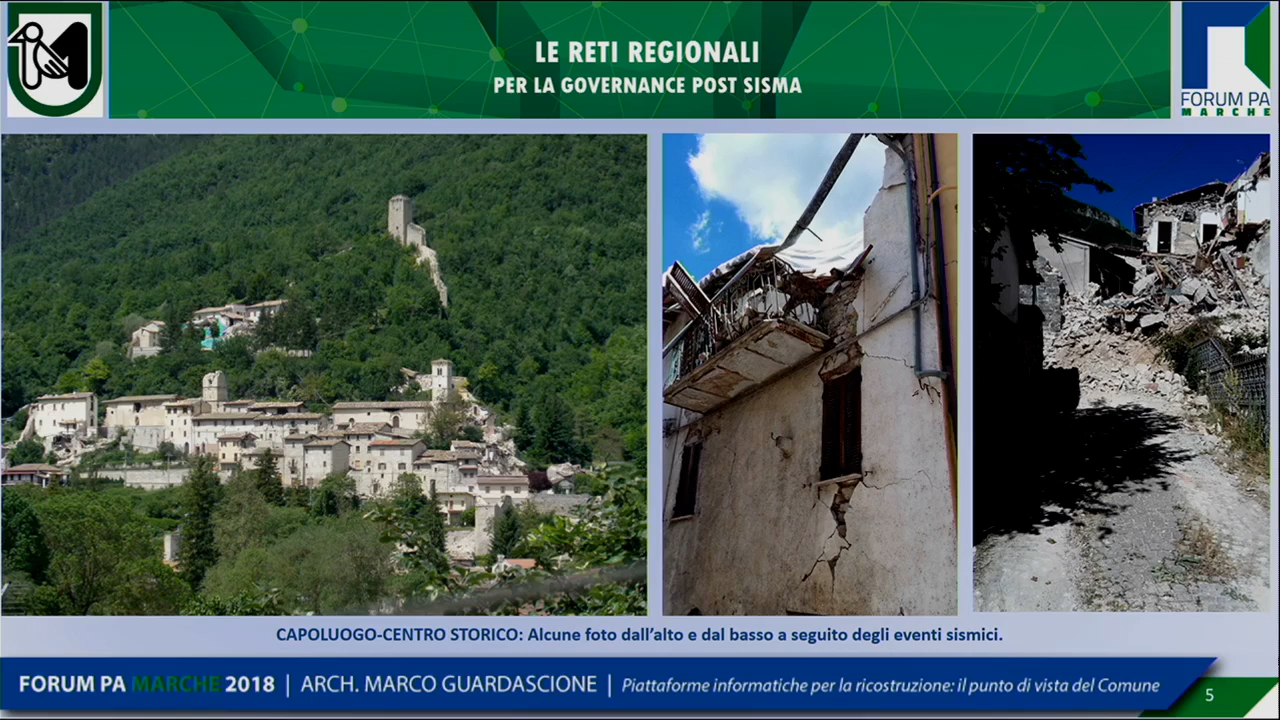 LE RETI REGIONALI
PER LA GOVERNANCE POST SISMA
FORUM PA
MARCHE
CAPOLUOGO-CENTRO STORICO: Alcune foto dall'alto e dal basso a seguito degli eventi sismici.
FORUM PA MARCHE 2018 | ARCH. MARCO GUARDASCIONE | Piattaforme informatiche per la ricostruzione: il punto di vista del Comune
5